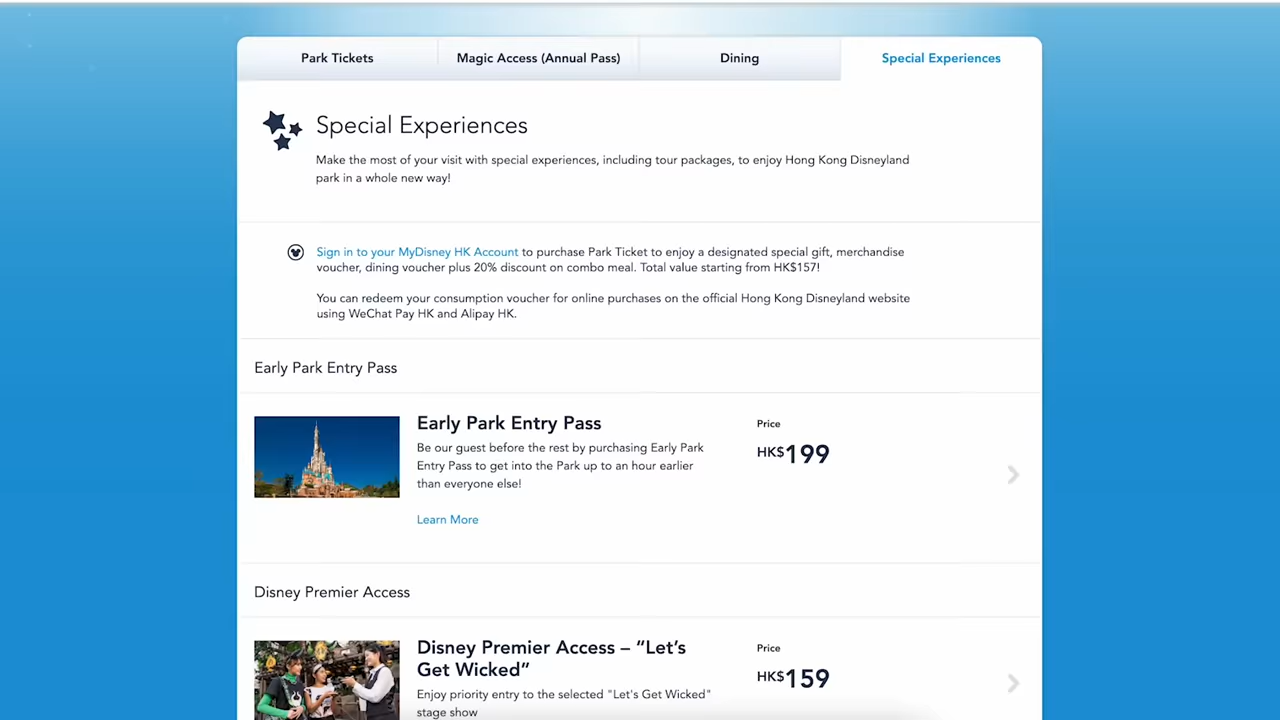 Park Tickets
Magic Access (Annual Pass)
Dining
Special Experiences
Special Experiences
Make the most of your visit with special experiences, including tour packages, to enjoy Hong Kong Disneyland
park in a whole new way!
Sign in to your MyDisney HK Account to purchase Park Ticket to enjoy a designated special gift, merchandise
voucher, dining voucher plus 20% discount on combo meal. Total value starting from HK$157!
You can redeem your consumption voucher for online purchases on the official Hong Kong Disneyland website
using WeChat Pay HK and Alipay HK.
Early Park Entry Pass
Early Park Entry Pass
Be our guest before the rest by purchasing Early Park
Entry Pass to get into the Park up to an hour earlier
than everyone else!
Learn More
Price
HK$199
Disney Premier Access
Disney Premier Access – “Let’s
Get Wicked”
Enjoy priority entry to the selected "Let's Get Wicked"
stage show
Price
HK$159